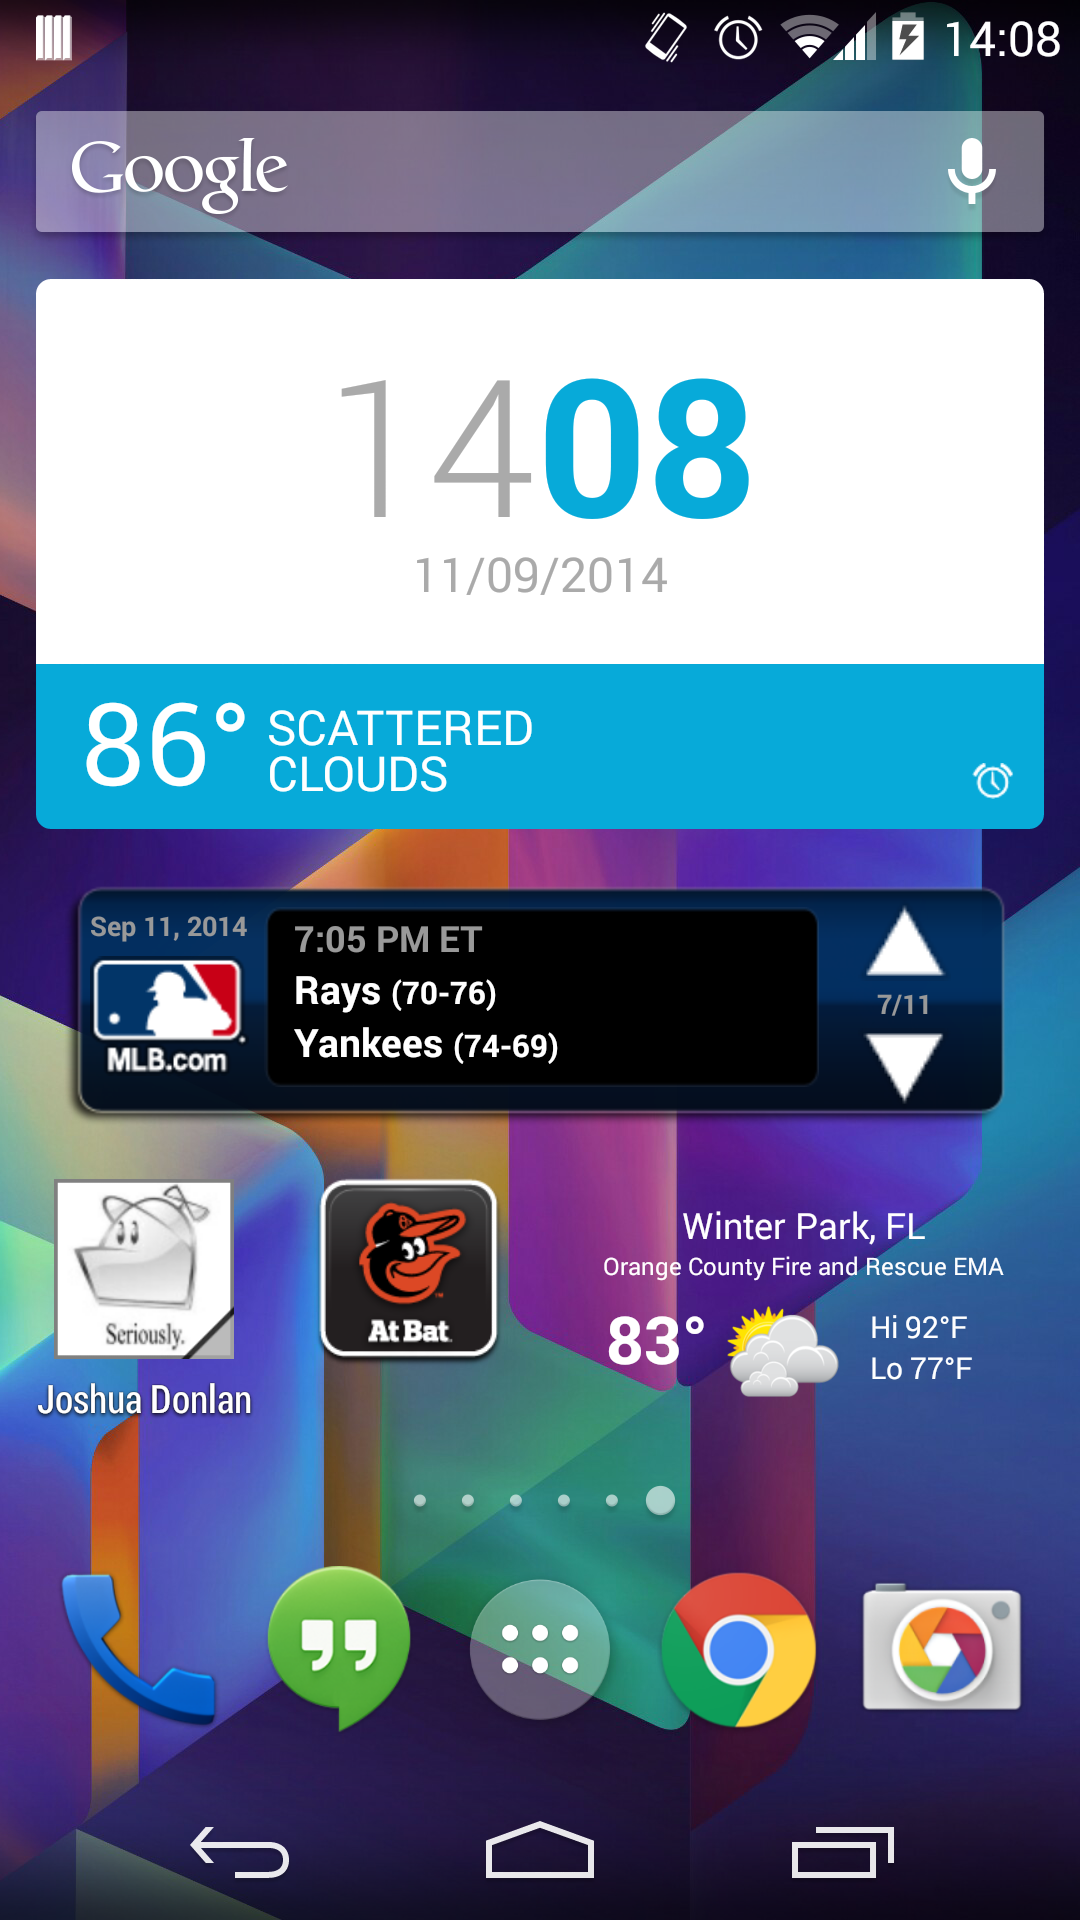 14:08
Google
1408
11/09/2014
86° SCATTERED
CLOUDS
Sep 11, 2014
MLB.com
7:05 PM ET
Rays (70-76)
Yankees (74-69)
7/11
Seriously.
Joshua Donlan
At Bat
Winter Park, FL
Orange County Fire and Rescue EMA
83°
Hi 92°F
Lo 77°F